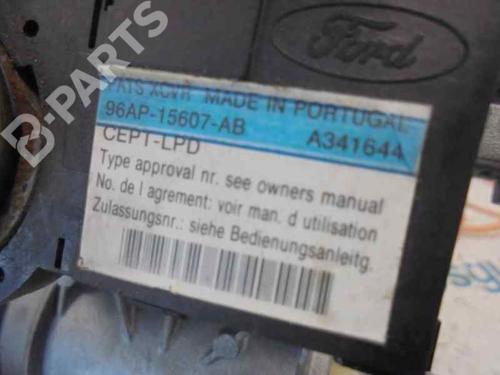 Ford
B-PARTS
PATS XCVR MADE IN PORTUGAL
96AP-15607-AB A341644
CEPT-LPD
Type approval nr. see owners manual
No. de l agrement: voir man. d utilisation
Zulassungsnr.: siehe Bedienungsanleitg.